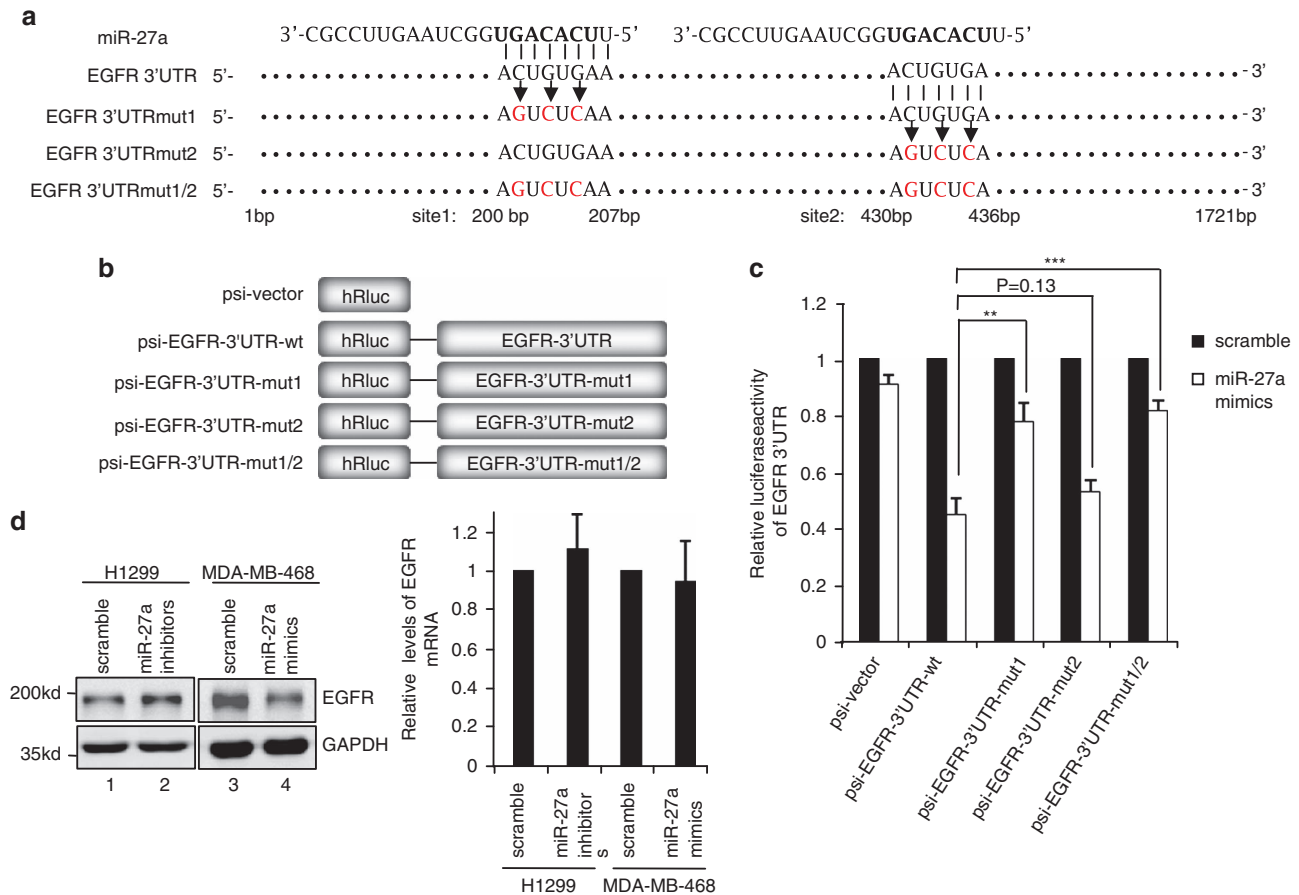 a
miR-27a 3'-CGCCUUGAAUCGGUGACACUU-5' 3'-CGCCUUGAAUCGGUGACACUU-5'
EGFR 3'UTR 5'- ACUGUGAA ACUGUGA -3'
EGFR 3'UTRmut1 5'- AGUCUCAA ACUGUGA -3'
EGFR 3'UTRmut2 5'- ACUGUGAA AGUCUCA -3'
EGFR 3'UTRmut1/2 5'- AGUCUCAA AGUCUCA -3'
1bp site1: 200 bp 207bp site2: 430bp 436bp 1721bp
b
psi-vector hRluc
psi-EGFR-3'UTR-wt hRluc EGFR-3'UTR
psi-EGFR-3'UTR-mut1 hRluc EGFR-3'UTR-mut1
psi-EGFR-3'UTR-mut2 hRluc EGFR-3'UTR-mut2
psi-EGFR-3'UTR-mut1/2 hRluc EGFR-3'UTR-mut1/2
c
***
P=0.13
**
scramble
miR-27a
mimics
Relative luciferaseactivity
of EGFR 3'UTR
1.2
1
0.8
0.6
0.4
0.2
0
psi-vector
psi-EGFR-3'UTR-wt
psi-EGFR-3'UTR-mut1
psi-EGFR-3'UTR-mut2
psi-EGFR-3'UTR-mut1/2
d
H1299 MDA-MB-468
scramble
miR-27a
inhibitors
scramble
miR-27a
mimics
200kd EGFR
35kd GAPDH
1 2 3 4
Relative levels of EGFR
mRNA
1.2
1
0.8
0.6
0.4
0.2
0
scramble
miR-27a
inhibitor
s
scramble
miR-27a
mimics
H1299 MDA-MB-468